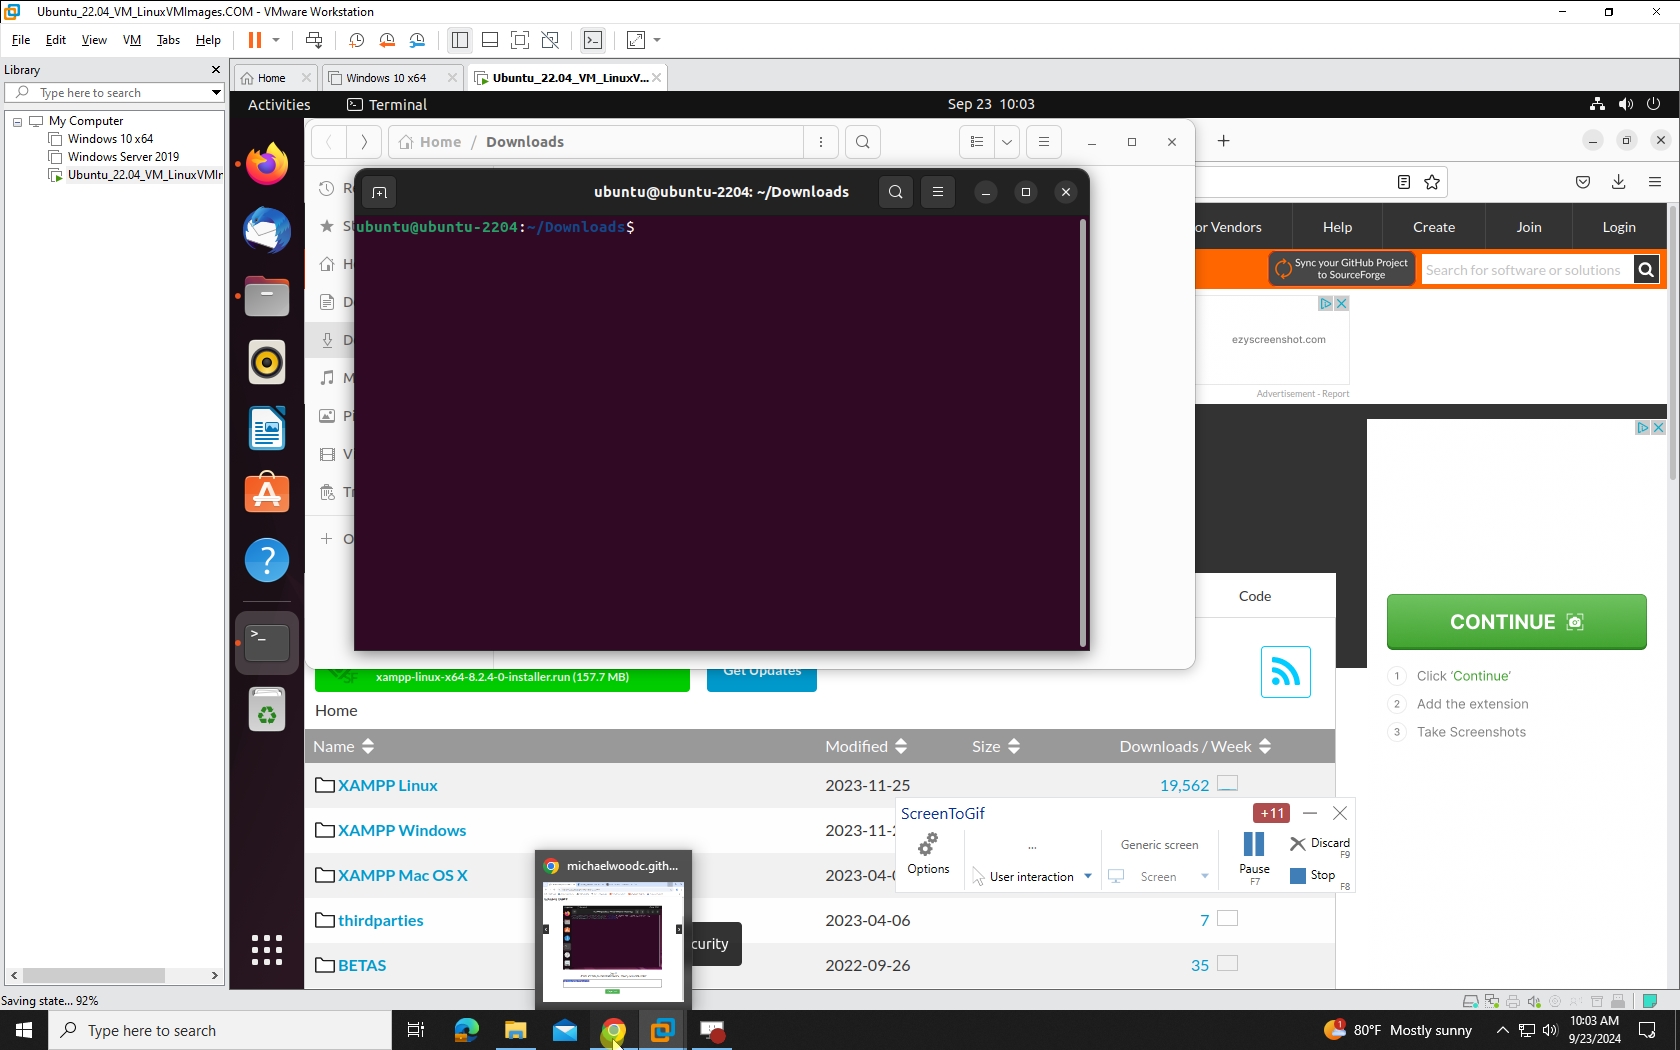 Ubuntu_22.04_VM_LinuxVMImages.COM - VMware Workstation
File Edit View VM Tabs Help
Library
Type here to search
My Computer
Windows 10 x64
Windows Server 2019
Ubuntu_22.04_VM_LinuxVMIr
Home
Windows 10 x64
Ubuntu_22.04_VM_LinuxV...
Activities
Terminal
Sep 23 10:03
Home / Downloads
ubuntu@ubuntu-2204: ~/Downloads
ubuntu@ubuntu-2204:~/Downloads$
or Vendors
Help
Create
Join
Login
Sync your GitHub Project
to SourceForge
Search for software or solutions
ezyscreenshot.com
Advertisement - Report
Code
CONTINUE
1 Click 'Continue'
2 Add the extension
3 Take Screenshots
xampp-linux-x64-8.2.4-0-installer.run (157.7 MB)
Get Updates
Home
Name Modified Size Downloads / Week
XAMPP Linux 2023-11-25 19,562
XAMPP Windows 2023-11-2
XAMPP Mac OS X 2023-04-0
thirdparties 2023-04-06 7
BETAS 2022-09-26 35
ScreenToGif
+11
Options
...
User interaction
Generic screen
Screen
Pause
F7
Discard
F9
Stop
F8
michaelwoodc.gith...
curity
Saving state... 92%
Type here to search
80°F Mostly sunny
10:03 AM
9/23/2024